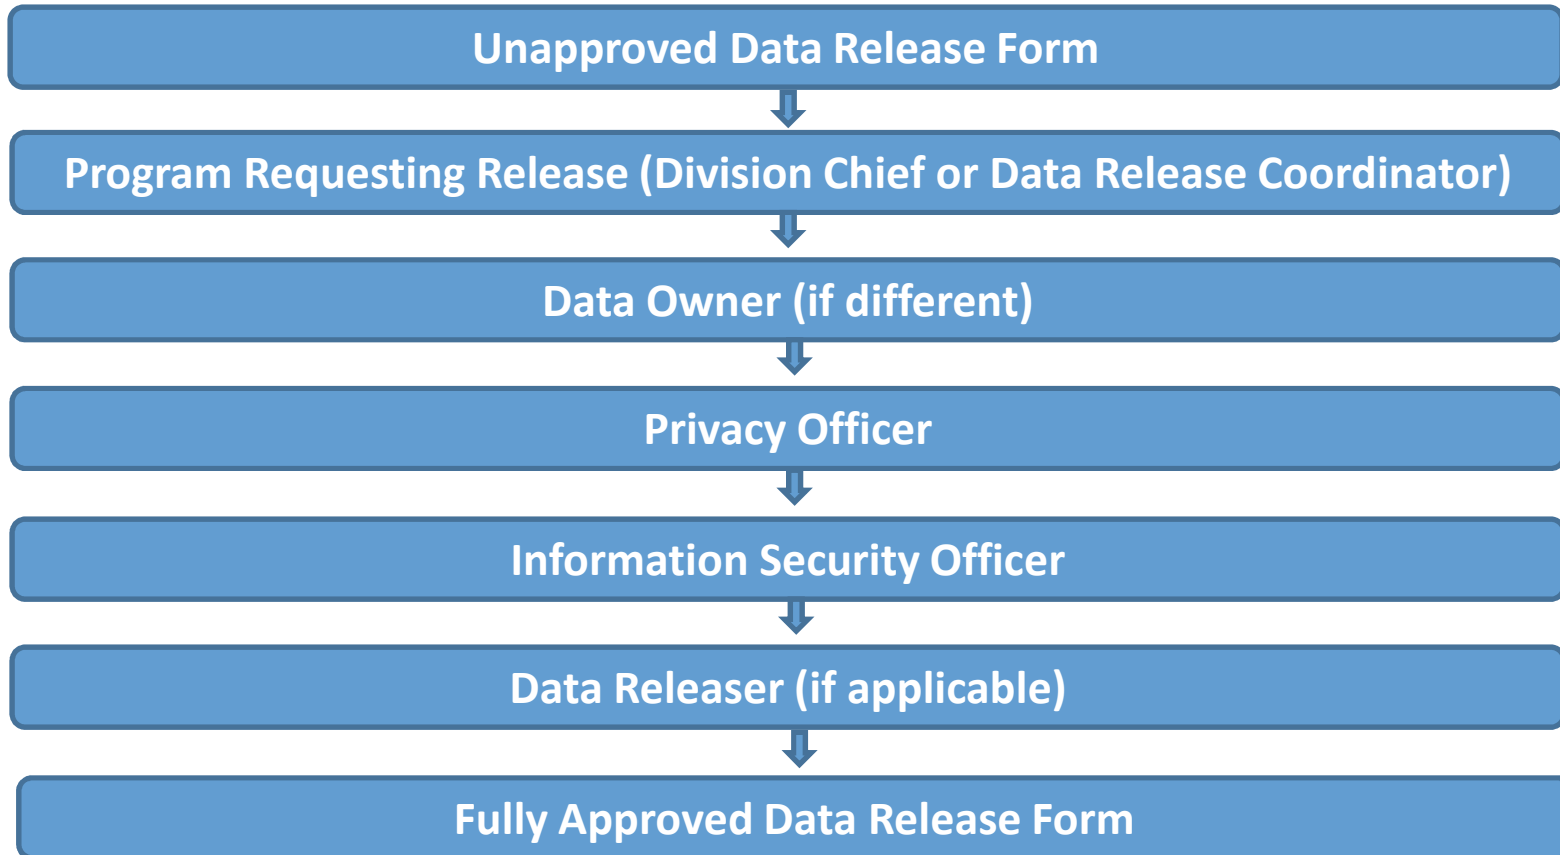 Unapproved Data Release Form
Program Requesting Release (Division Chief or Data Release Coordinator)
Data Owner (if different)
Privacy Officer
Information Security Officer
Data Releaser (if applicable)
Fully Approved Data Release Form